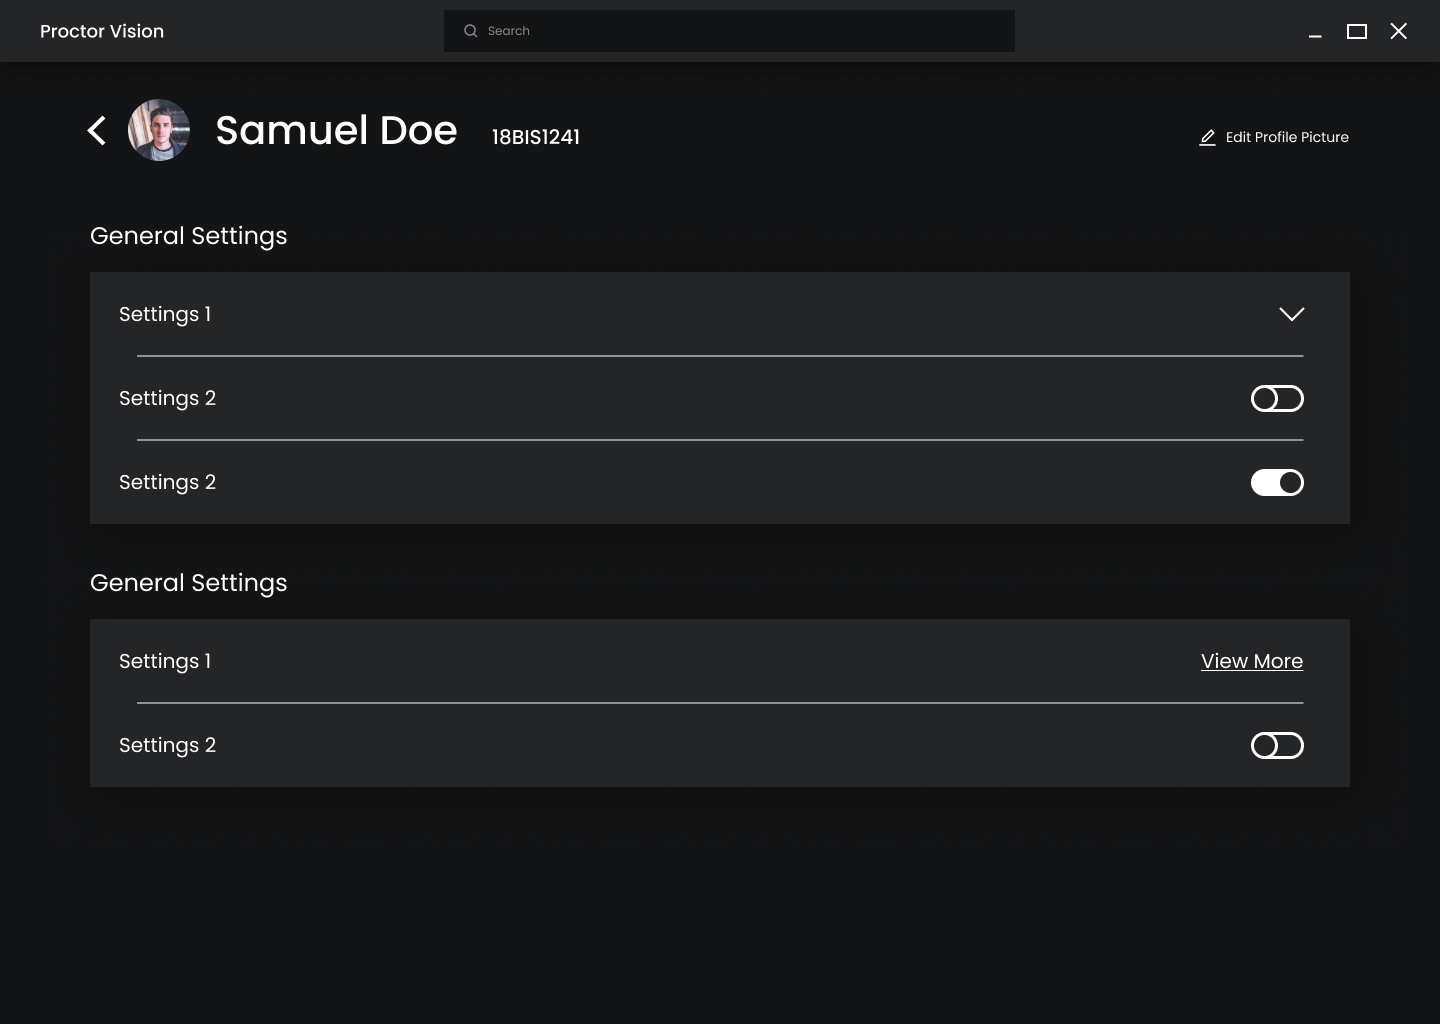 Proctor Vision
Search
Samuel Doe 18BIS1241
Edit Profile Picture
General Settings
Settings 1
Settings 2
Settings 2
General Settings
Settings 1 View More
Settings 2